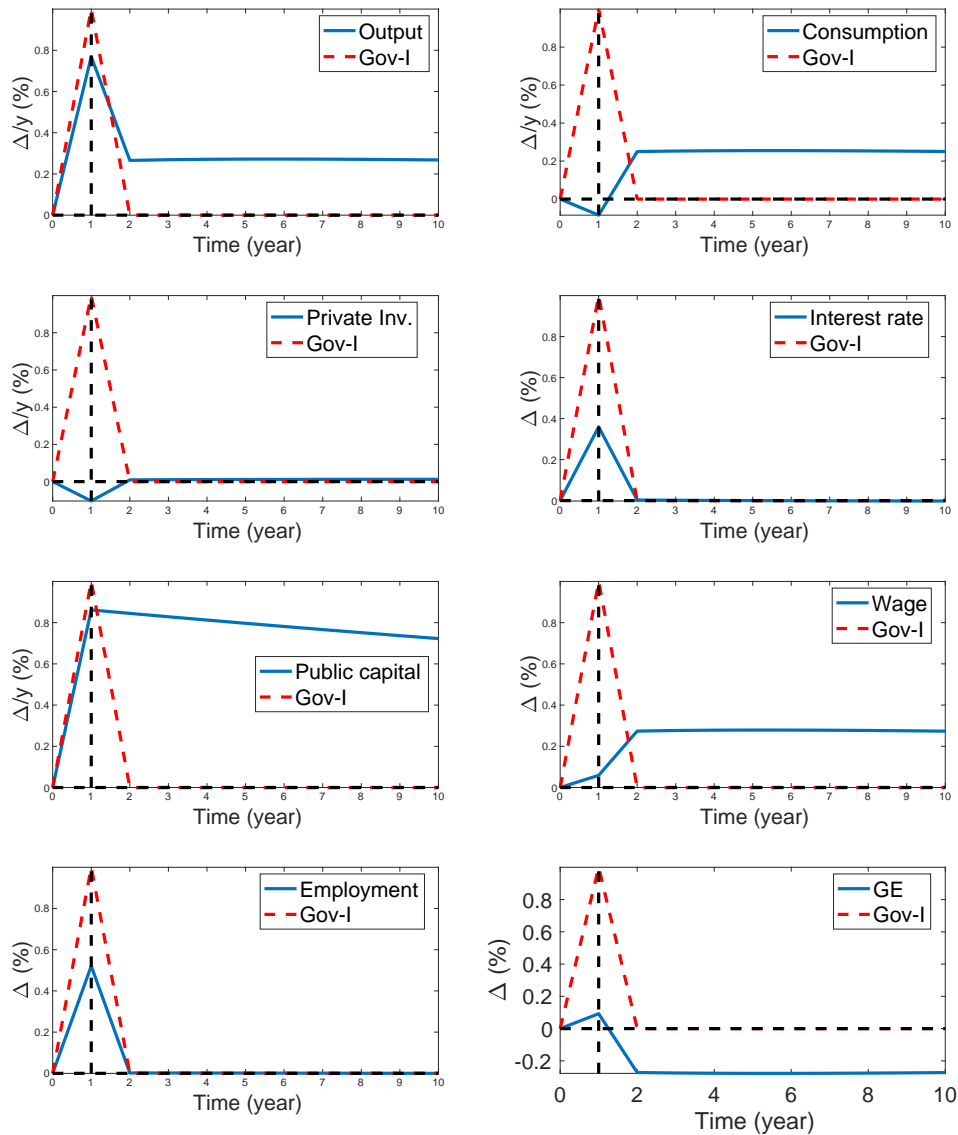 Δ/y (%)
0.8
0.6
0.4
0.2
0
0 1 2 3 4 5 6 7 8 9 10
Time (year)
Output
Gov-I
Δ/y (%)
0.8
0.6
0.4
0.2
0
0 1 2 3 4 5 6 7 8 9 10
Time (year)
Consumption
Gov-I
Δ/y (%)
0.8
0.6
0.4
0.2
0
0 1 2 3 4 5 6 7 8 9 10
Time (year)
Private Inv.
Gov-I
Δ (%)
0.8
0.6
0.4
0.2
0
0 1 2 3 4 5 6 7 8 9 10
Time (year)
Interest rate
Gov-I
Δ/y (%)
0.8
0.6
0.4
0.2
0
0 1 2 3 4 5 6 7 8 9 10
Time (year)
Public capital
Gov-I
Δ (%)
0.8
0.6
0.4
0.2
0
0 1 2 3 4 5 6 7 8 9 10
Time (year)
Wage
Gov-I
Δ (%)
0.8
0.6
0.4
0.2
0
0 1 2 3 4 5 6 7 8 9 10
Time (year)
Employment
Gov-I
Δ (%)
0.8
0.6
0.4
0.2
0
-0.2
0 2 4 6 8 10
Time (year)
GE
Gov-I